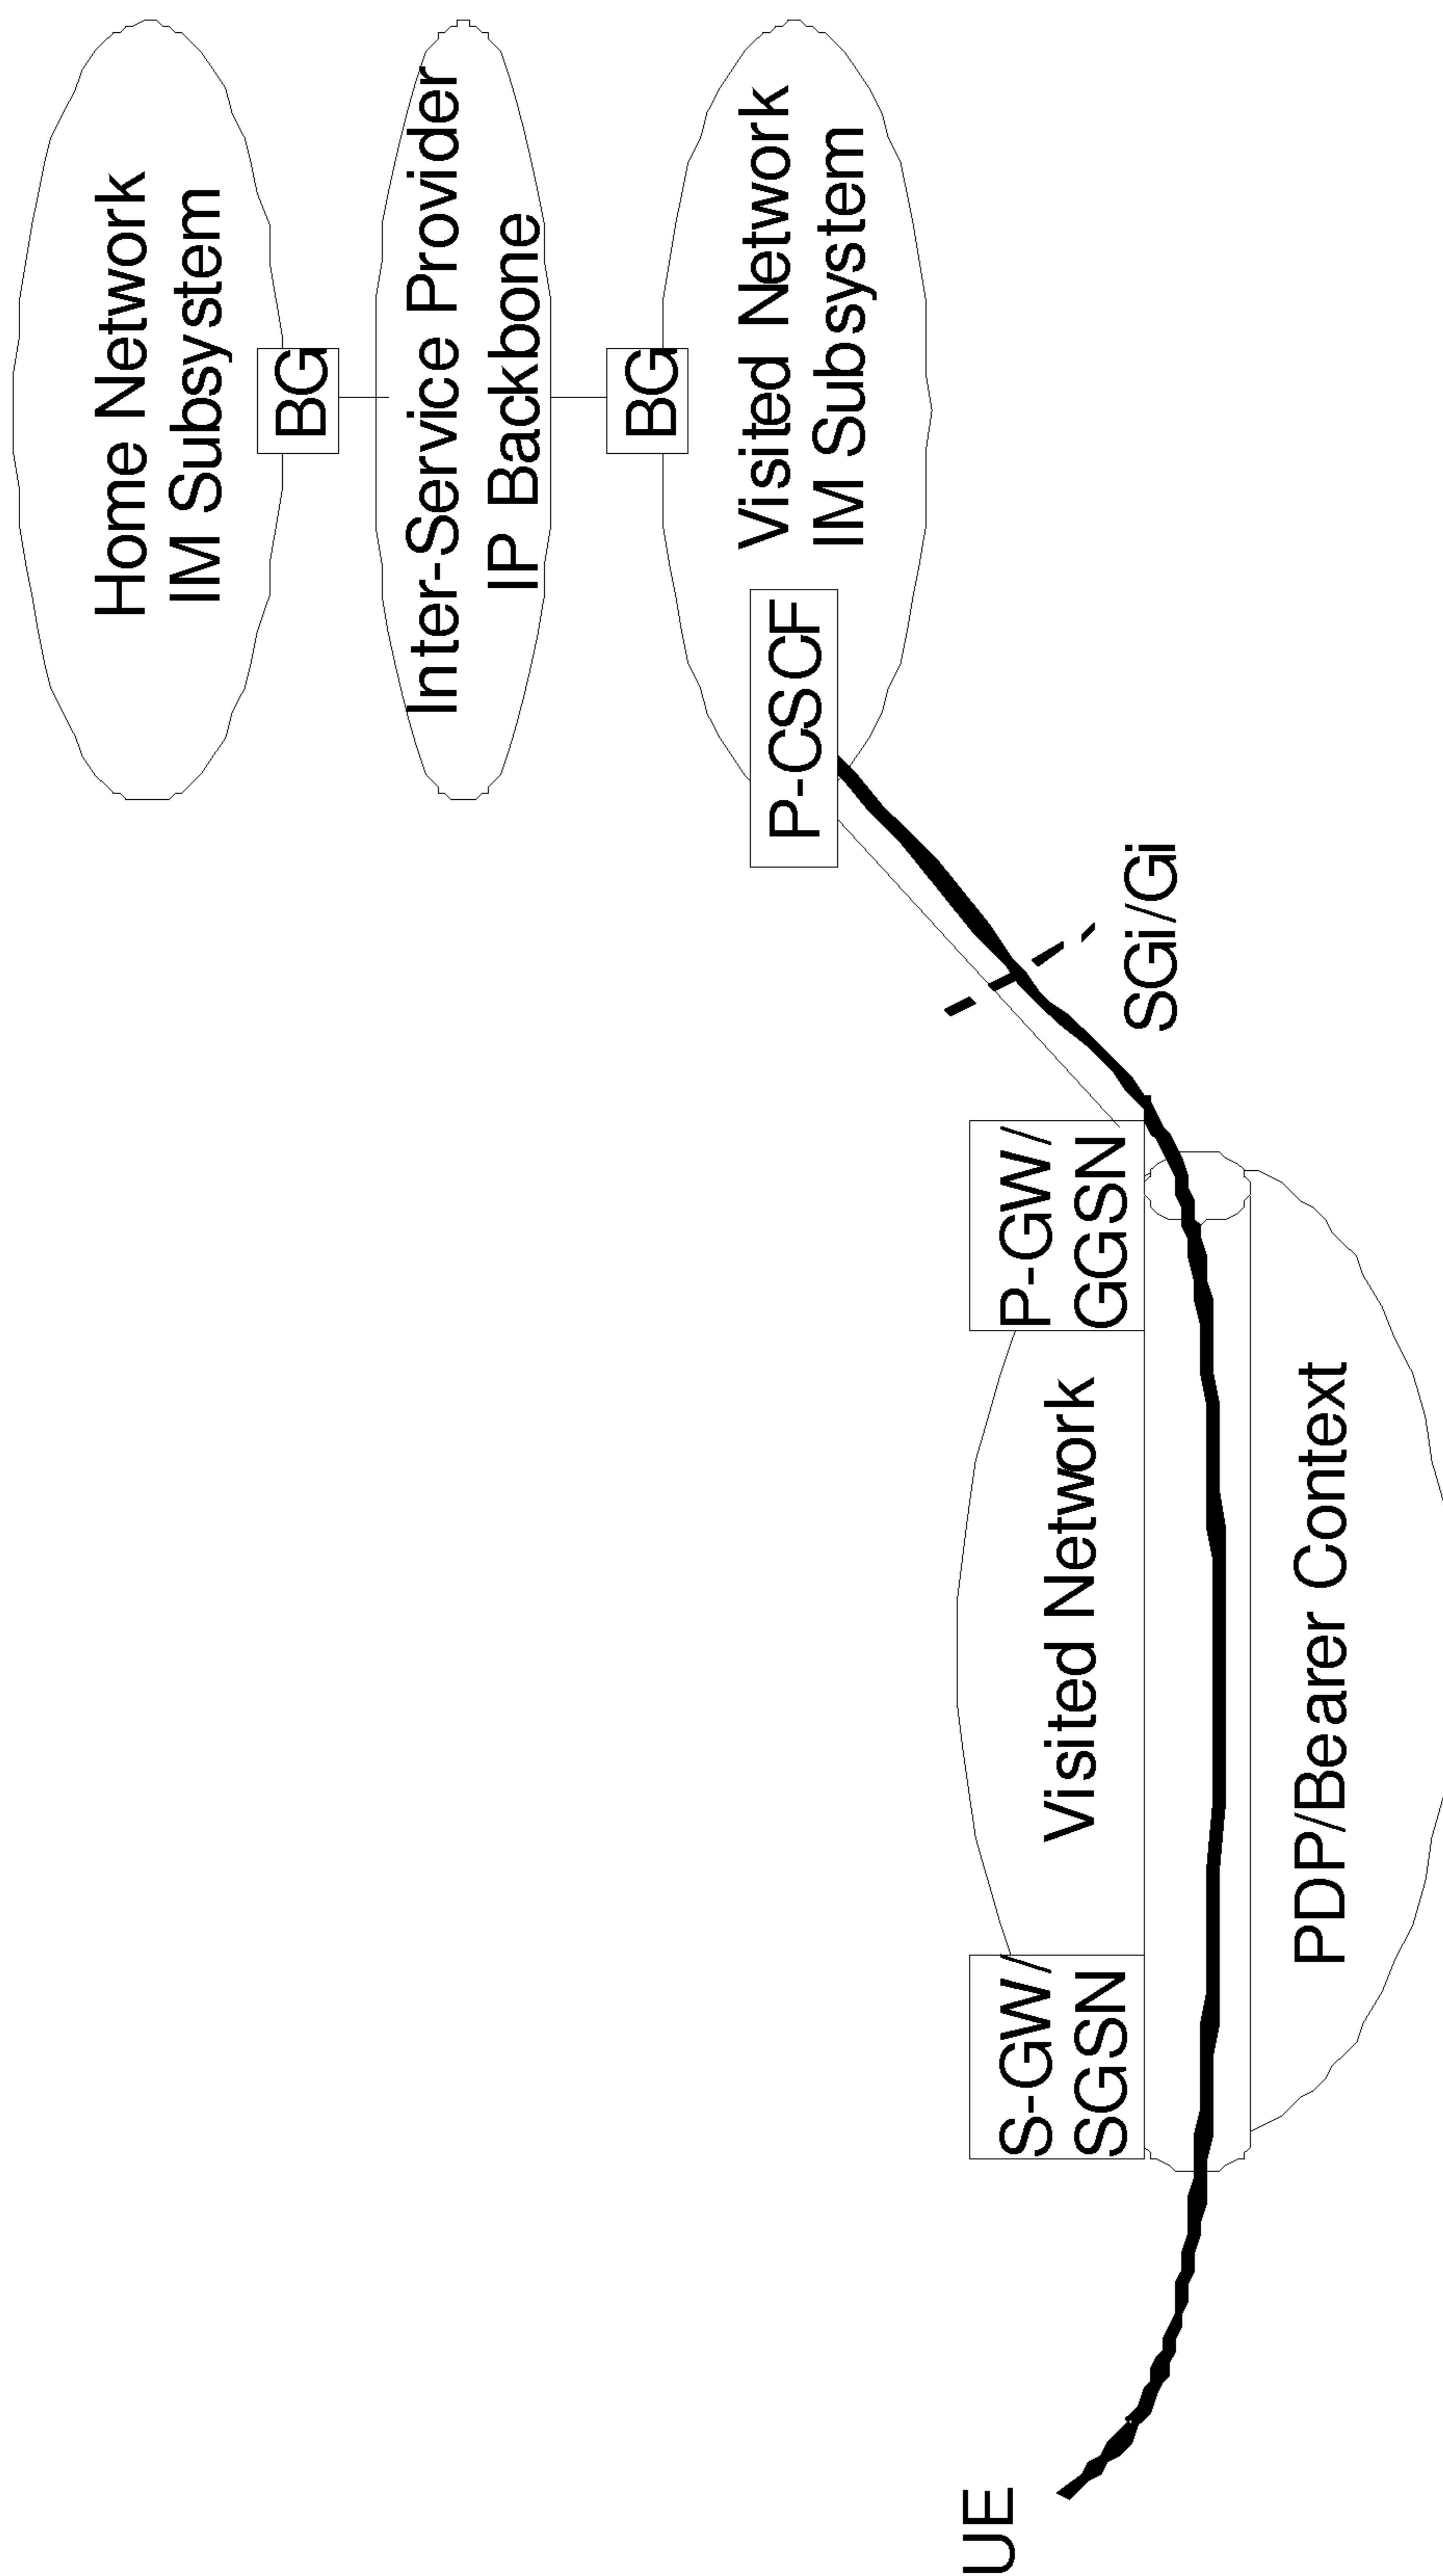 Home Network
IM Subsystem
BG
Inter-Service Provider
IP Backbone
BG
Visited Network
IM Subsystem
P-CSCF
SGi/Gi
P-GW/
GGSN
Visited Network
S-GW/
SGSN
PDP/Bearer Context
UE